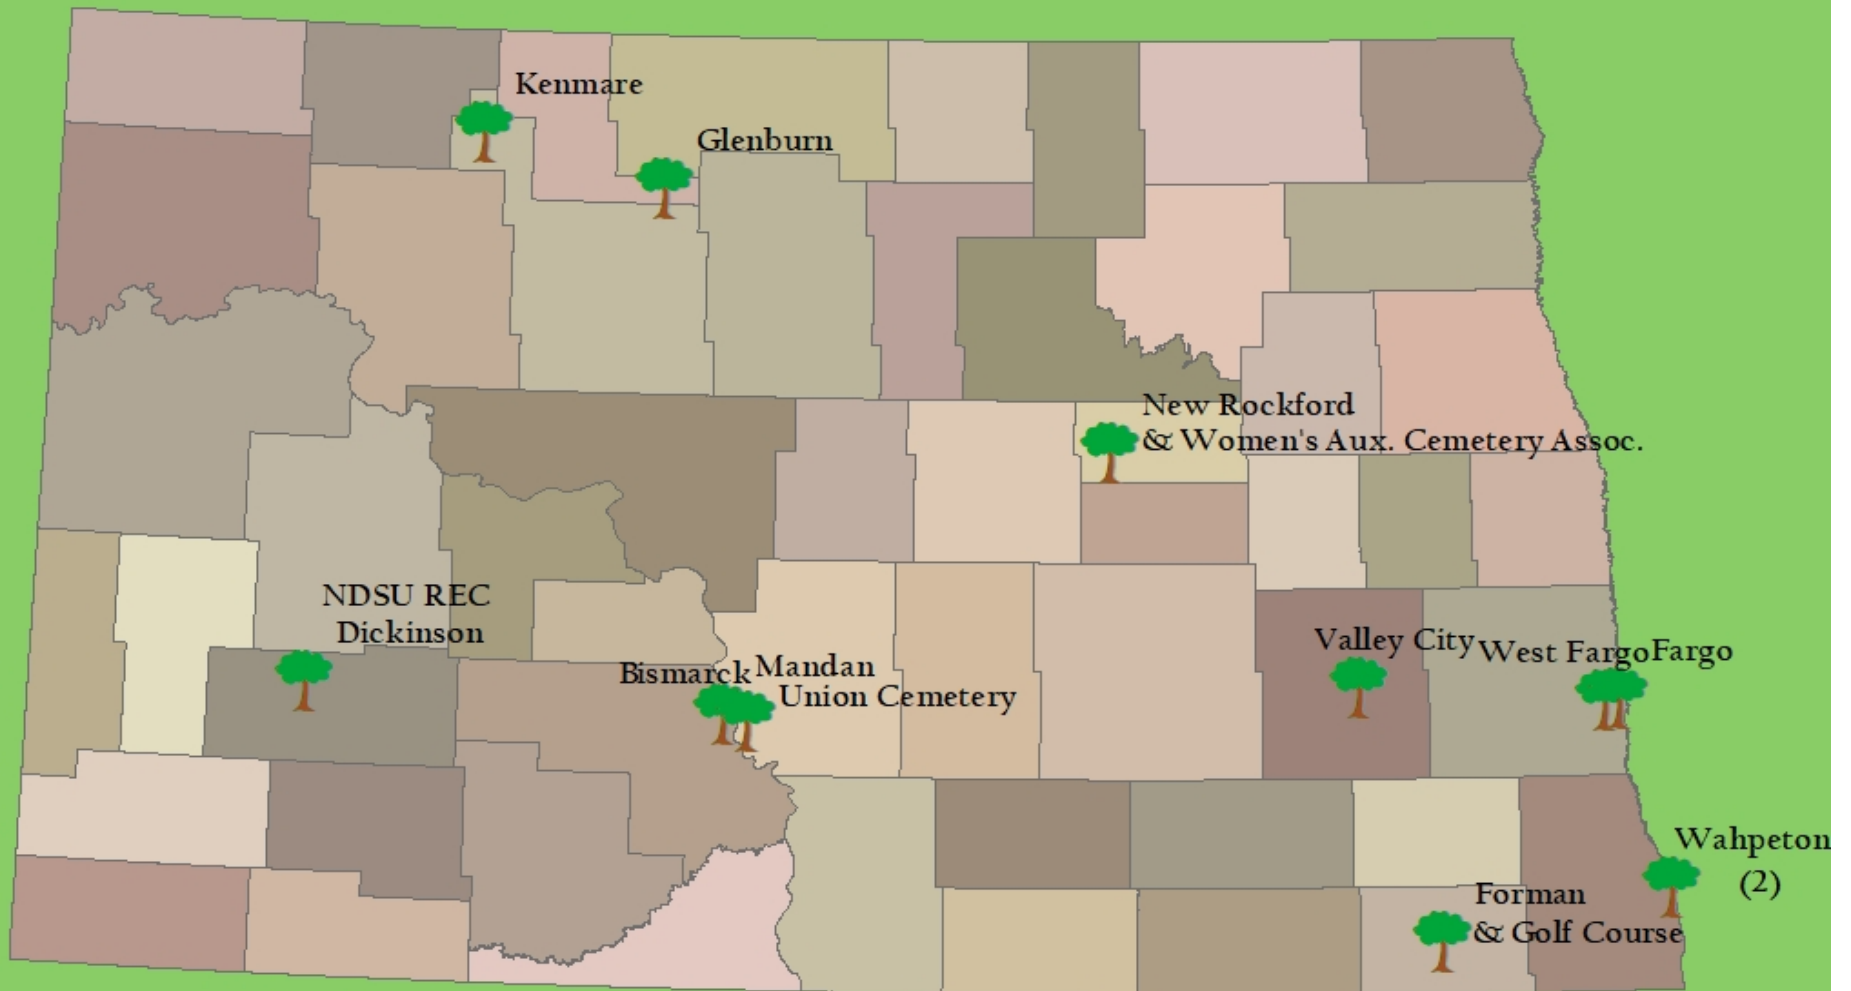 Kenmare
Glenburn
New Rockford
& Women's Aux. Cemetery Assoc.
NDSU REC
Dickinson
Bismarck
Mandan
Union Cemetery
Valley City
West Fargo
Fargo
Wahpeton
(2)
Forman
& Golf Course